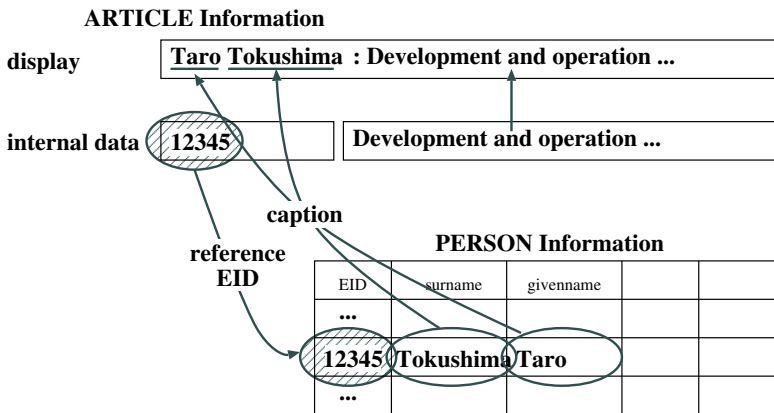 ARTICLE Information
display
Taro Tokushima : Development and operation ...
internal data
12345
Development and operation ...
caption
reference
EID
PERSON Information
EID surname givenname
...
12345 Tokushima Taro
...